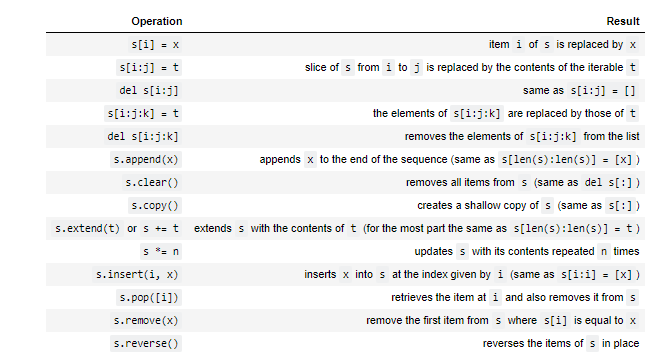 Operation Result
s[i] = x item i of s is replaced by x
s[i:j] = t slice of s from i to j is replaced by the contents of the iterable t
del s[i:j] same as s[i:j] = []
s[i:j:k] = t the elements of s[i:j:k] are replaced by those of t
del s[i:j:k] removes the elements of s[i:j:k] from the list
s.append(x) appends x to the end of the sequence (same as s[len(s):len(s)] = [x] )
s.clear() removes all items from s (same as del s[:] )
s.copy() creates a shallow copy of s (same as s[:] )
s.extend(t) or s += t extends s with the contents of t (for the most part the same as s[len(s):len(s)] = t )
s *= n updates s with its contents repeated n times
s.insert(i, x) inserts x into s at the index given by i (same as s[i:i] = [x] )
s.pop([i]) retrieves the item at i and also removes it from s
s.remove(x) remove the first item from s where s[i] is equal to x
s.reverse() reverses the items of s in place